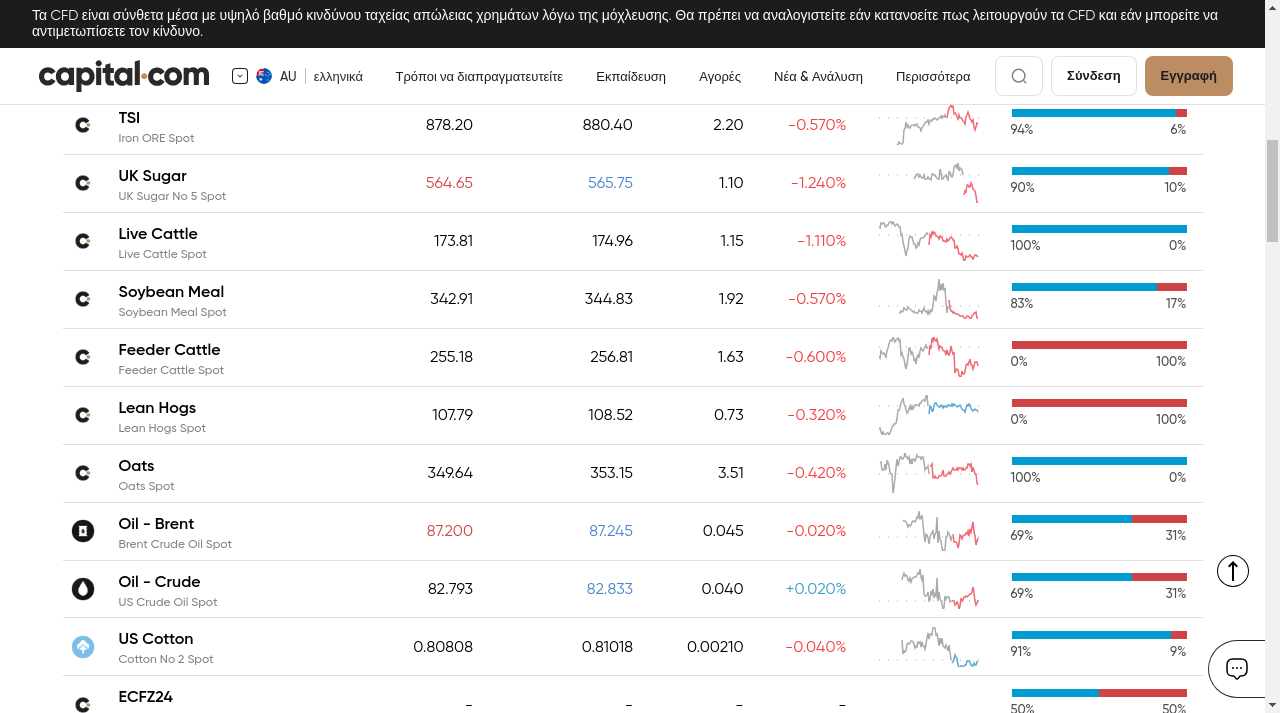 Τα CFD είναι σύνθετα μέσα με υψηλό βαθμό κινδύνου ταχείας απώλειας χρημάτων λόγω της μόχλευσης. Θα πρέπει να αναλογιστείτε εάν κατανοείτε πως λειτουργούν τα CFD και εάν μπορείτε να
αντιμετωπίσετε τον κίνδυνο.
capital.com AU ελληνικά Τρόποι να διαπραγματευτείτε Εκπαίδευση Αγορές Νέα & Ανάλυση Περισσότερα Σύνδεση Εγγραφή
TSI 878.20 880.40 2.20 -0.570%
Iron ORE Spot 94% 6%
UK Sugar 564.65 565.75 1.10 -1.240%
UK Sugar No 5 Spot 90% 10%
Live Cattle 173.81 174.96 1.15 -1.110%
Live Cattle Spot 100% 0%
Soybean Meal 342.91 344.83 1.92 -0.570%
Soybean Meal Spot 83% 17%
Feeder Cattle 255.18 256.81 1.63 -0.600%
Feeder Cattle Spot 0% 100%
Lean Hogs 107.79 108.52 0.73 -0.320%
Lean Hogs Spot 0% 100%
Oats 349.64 353.15 3.51 -0.420%
Oats Spot 100% 0%
Oil - Brent 87.200 87.245 0.045 -0.020%
Brent Crude Oil Spot 69% 31%
Oil - Crude 82.793 82.833 0.040 +0.020%
US Crude Oil Spot 69% 31%
US Cotton 0.80808 0.81018 0.00210 -0.040%
Cotton No 2 Spot 91% 9%
ECFZ24 - - - -
50% 50%